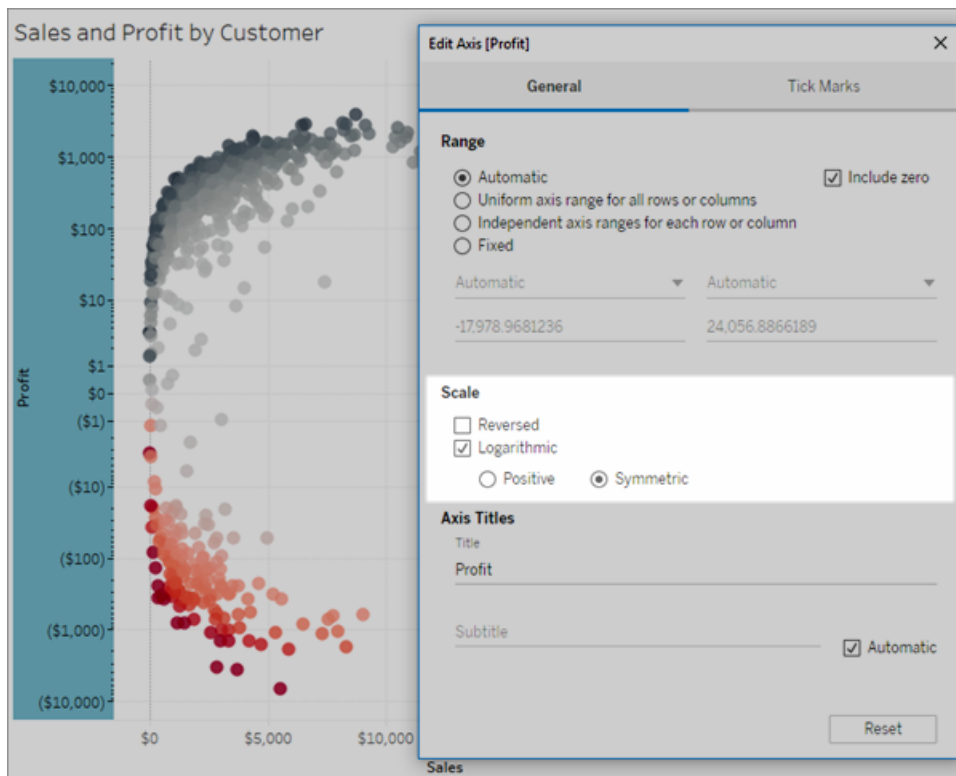 Sales and Profit by Customer
$10,000
$1,000
$100
$10
$1
$0
($1)
($10)
($100)
($1,000)
($10,000)
Profit
$0
$5,000
$10,000
Sales
Edit Axis [Profit]
General
Tick Marks
Range
Automatic
Include zero
Uniform axis range for all rows or columns
Independent axis ranges for each row or column
Fixed
Automatic
Automatic
-17,978.9681236
24,056.8866189
Scale
Reversed
Logarithmic
Positive
Symmetric
Axis Titles
Title
Profit
Subtitle
Automatic
Reset